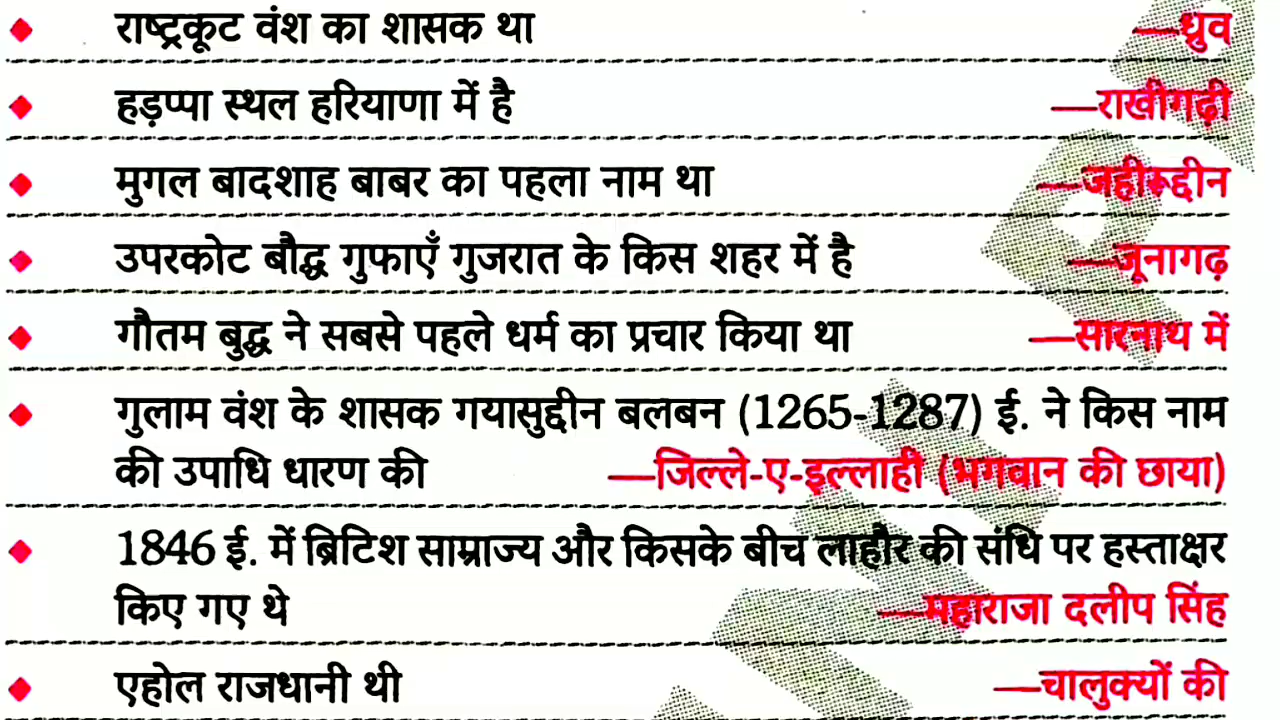 राष्ट्रकूट वंश का शासक था —ध्रुव
हड़प्पा स्थल हरियाणा में है —राखीगढ़ी
मुगल बादशाह बाबर का पहला नाम था —जहीरूद्दीन
उपरकोट बौद्ध गुफाएँ गुजरात के किस शहर में है —जूनागढ़
गौतम बुद्ध ने सबसे पहले धर्म का प्रचार किया था —सारनाथ में
गुलाम वंश के शासक गयासुद्दीन बलबन (1265-1287) ई. ने किस नाम
की उपाधि धारण की —जिल्ले-ए-इल्लाही (भगवान की छाया)
1846 ई. में ब्रिटिश साम्राज्य और किसके बीच लाहौर की संधि पर हस्ताक्षर
किए गए थे —महाराजा दलीप सिंह
एहोल राजधानी थी —चालुक्यों की